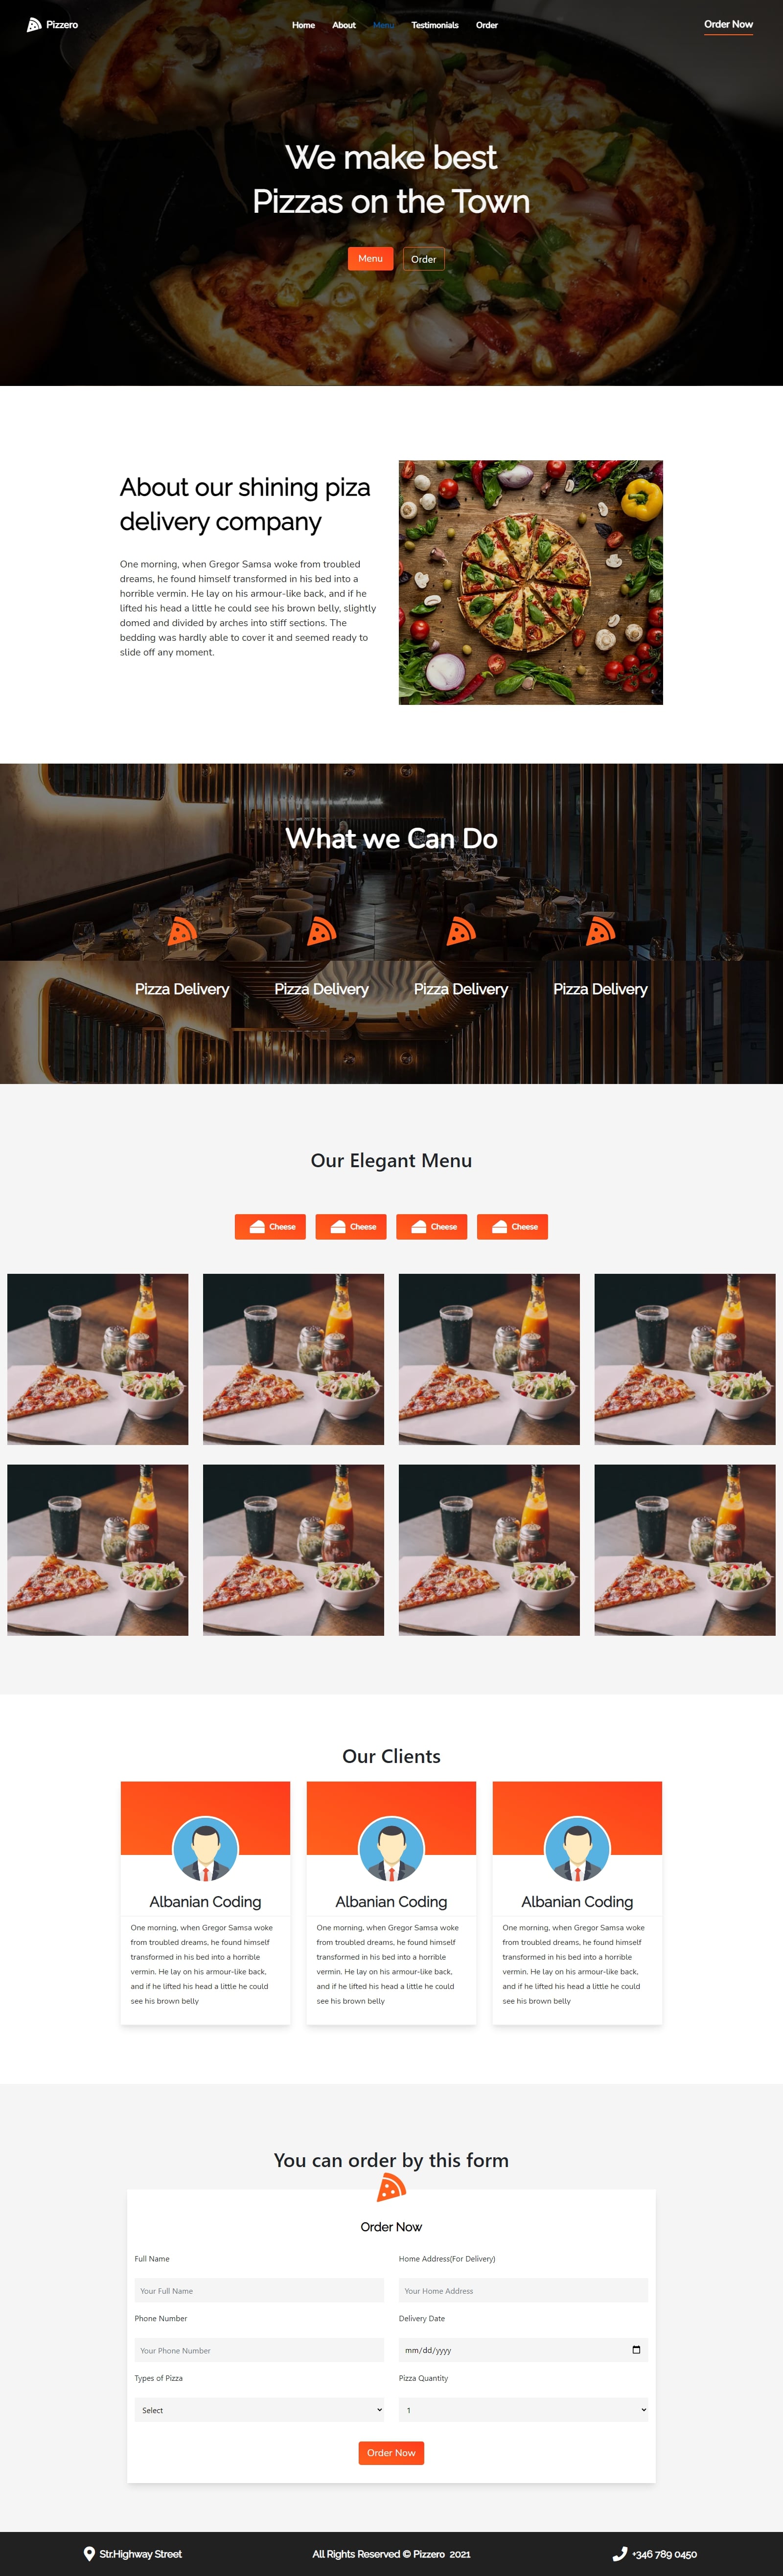 Pizzero
Home About Menu Testimonials Order
Order Now
We make best
Pizzas on the Town
Menu
Order
About our shining piza
delivery company
One morning, when Gregor Samsa woke from troubled
dreams, he found himself transformed in his bed into a
horrible vermin. He lay on his armour-like back, and if he
lifted his head a little he could see his brown belly, slightly
domed and divided by arches into stiff sections. The
bedding was hardly able to cover it and seemed ready to
slide off any moment.
What we Can Do
Pizza Delivery
Pizza Delivery
Pizza Delivery
Pizza Delivery
Our Elegant Menu
Cheese
Cheese
Cheese
Cheese
Our Clients
Albanian Coding
One morning, when Gregor Samsa woke
from troubled dreams, he found himself
transformed in his bed into a horrible
vermin. He lay on his armour-like back,
and if he lifted his head a little he could
see his brown belly
Albanian Coding
One morning, when Gregor Samsa woke
from troubled dreams, he found himself
transformed in his bed into a horrible
vermin. He lay on his armour-like back,
and if he lifted his head a little he could
see his brown belly
Albanian Coding
One morning, when Gregor Samsa woke
from troubled dreams, he found himself
transformed in his bed into a horrible
vermin. He lay on his armour-like back,
and if he lifted his head a little he could
see his brown belly
You can order by this form
Order Now
Full Name
Your Full Name
Home Address(For Delivery)
Your Home Address
Phone Number
Your Phone Number
Delivery Date
mm/dd/yyyy
Types of Pizza
Select
Pizza Quantity
1
Order Now
Str.Highway Street
All Rights Reserved © Pizzero 2021
+346 789 0450